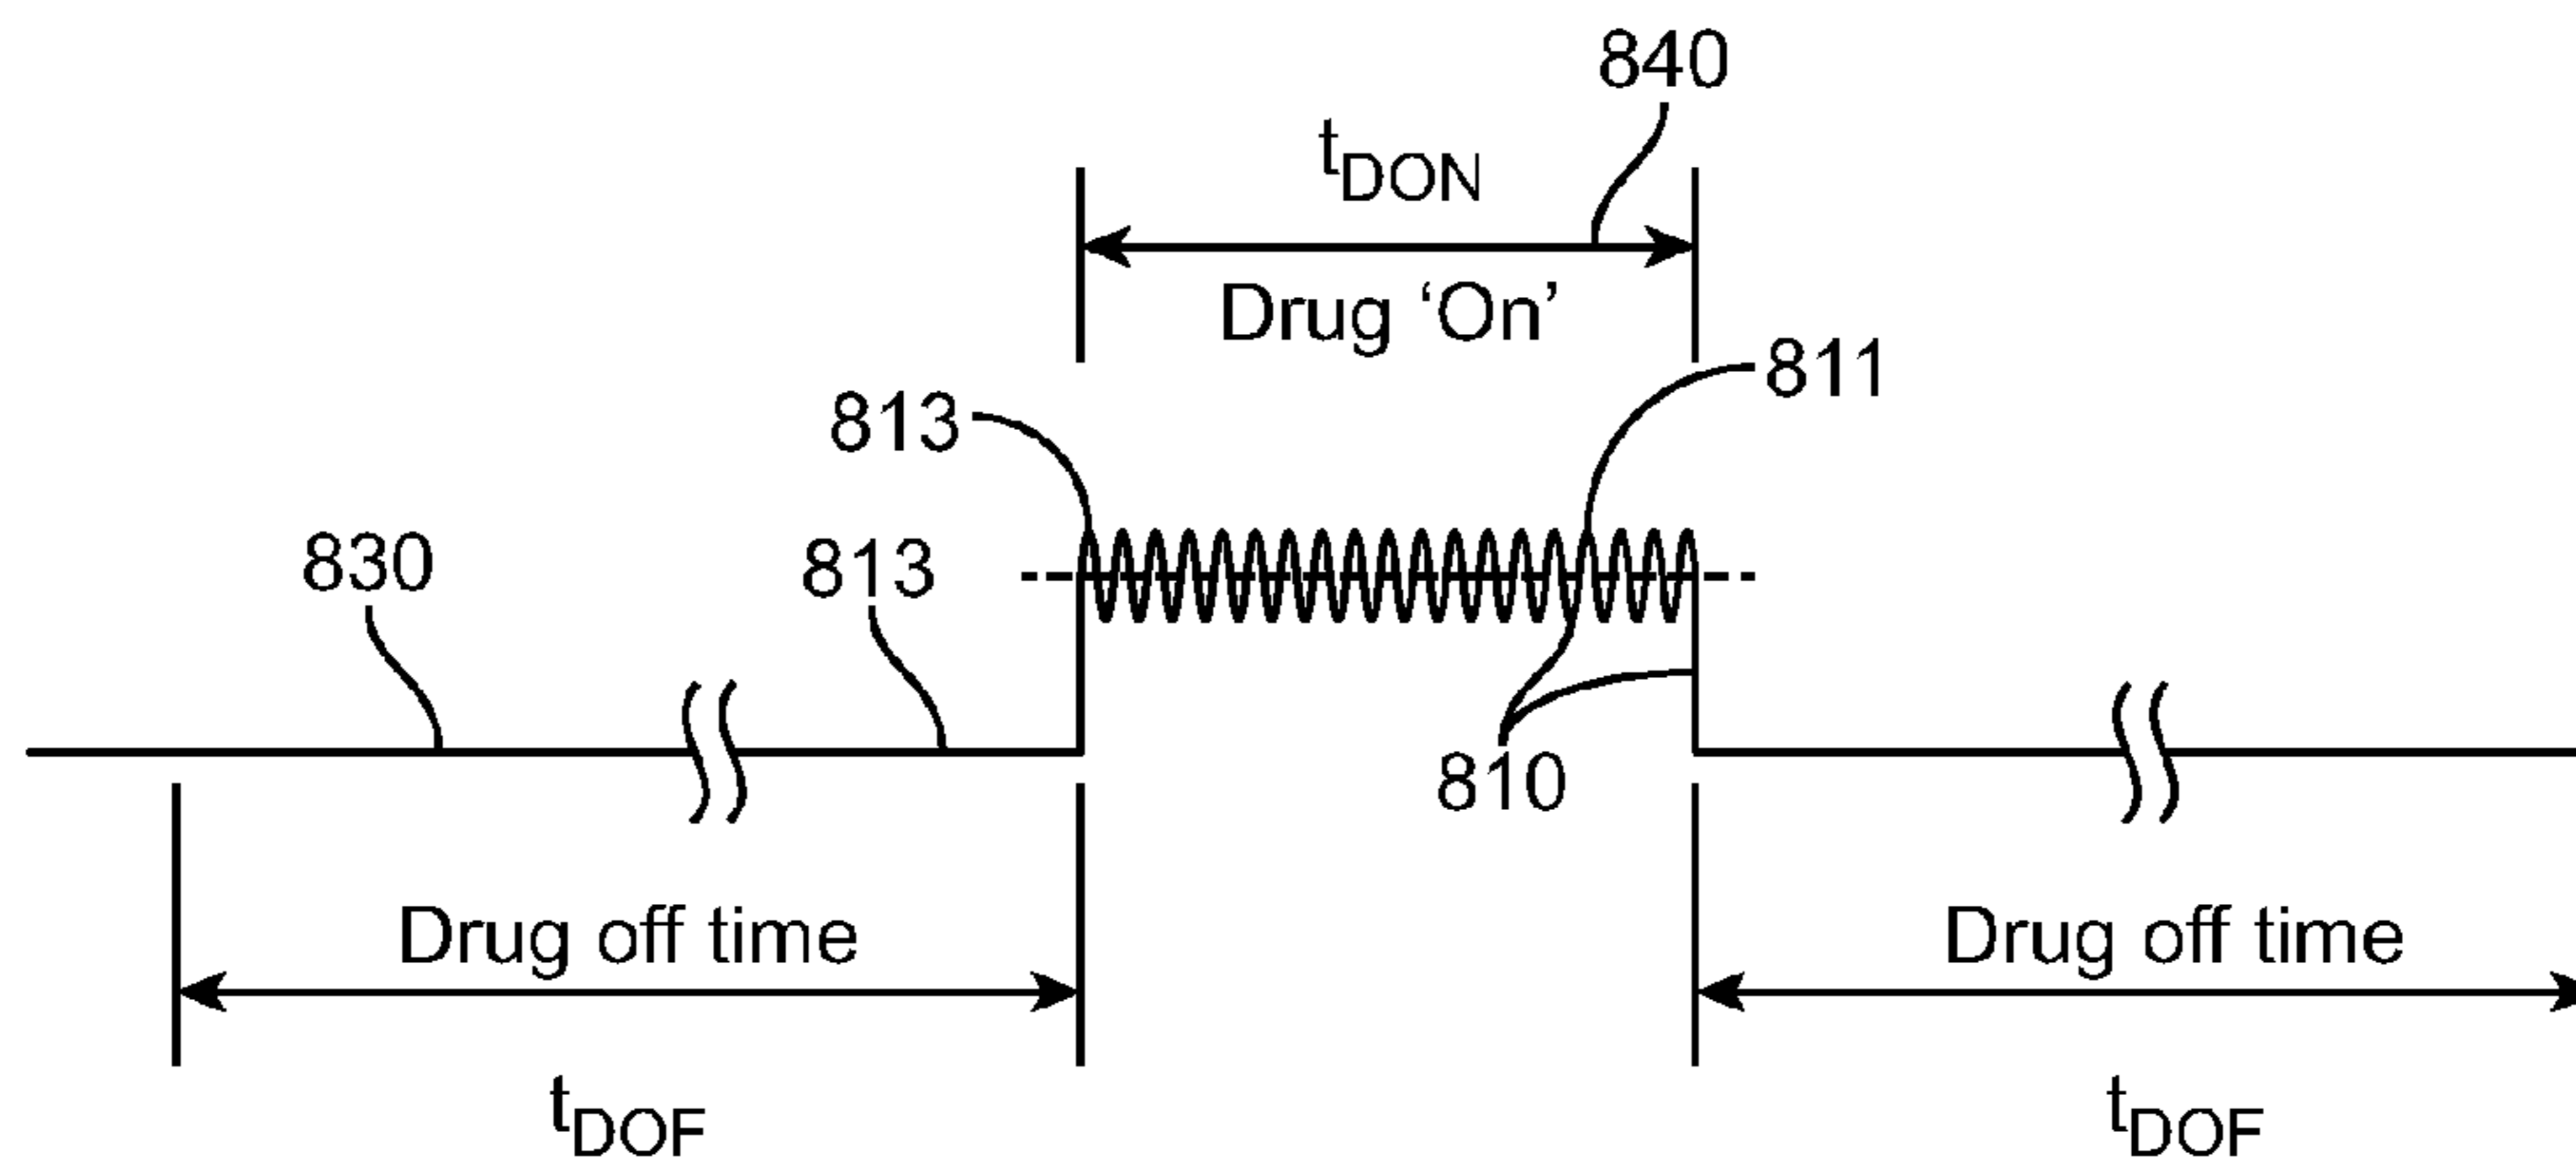 840
tDON
Drug ‘On’
811
813
830
813
810
Drug off time
Drug off time
tDOF
tDOF